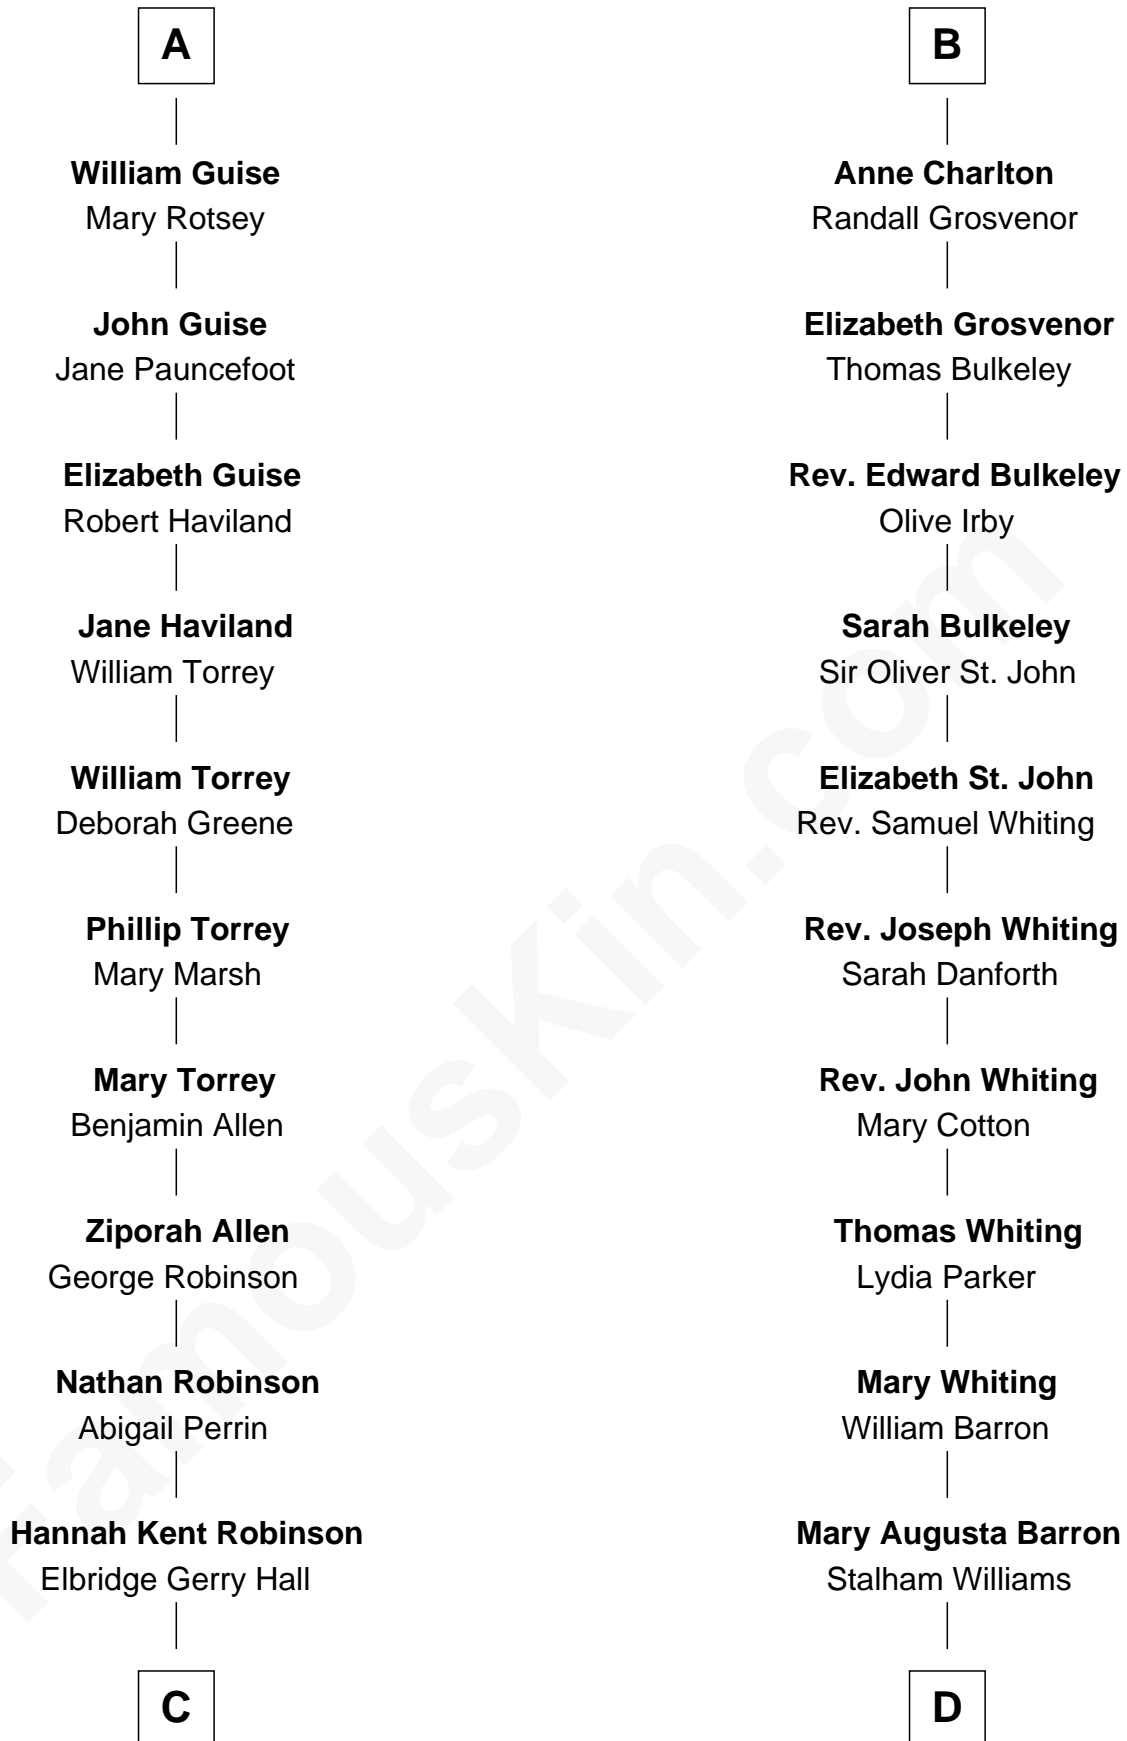 A
William Guise
Mary Rotsey
John Guise
Jane Pauncefoot
Elizabeth Guise
Robert Haviland
Jane Haviland
William Torrey
William Torrey
Deborah Greene
Phillip Torrey
Mary Marsh
Mary Torrey
Benjamin Allen
Ziporah Allen
George Robinson
Nathan Robinson
Abigail Perrin
Hannah Kent Robinson
Elbridge Gerry Hall
C
B
Anne Charlton
Randall Grosvenor
Elizabeth Grosvenor
Thomas Bulkeley
Rev. Edward Bulkeley
Olive Irby
Sarah Bulkeley
Sir Oliver St. John
Elizabeth St. John
Rev. Samuel Whiting
Rev. Joseph Whiting
Sarah Danforth
Rev. John Whiting
Mary Cotton
Thomas Whiting
Lydia Parker
Mary Whiting
William Barron
Mary Augusta Barron
Stalham Williams
D
famouskin.com